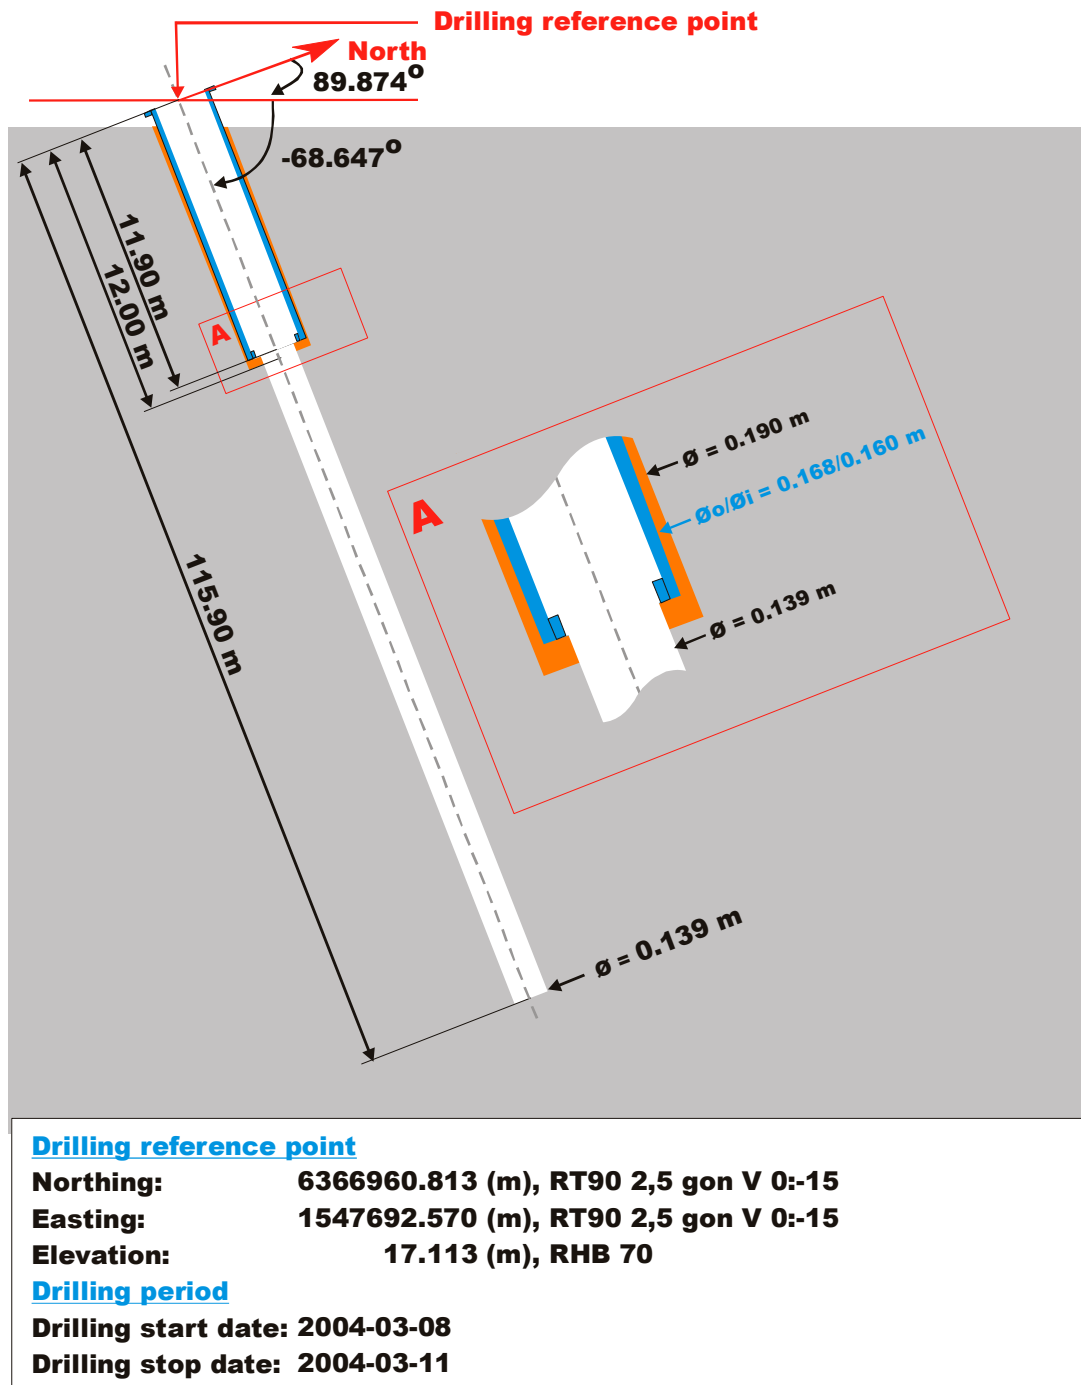 Drilling reference point
North
89.874°
-68.647°
11.90 m
12.00 m
A
115.90 m
A
ø = 0.190 m
Øo/Øi = 0.168/0.160 m
ø = 0.139 m
ø = 0.139 m
Drilling reference point
Northing: 6366960.813 (m), RT90 2,5 gon V 0:-15
Easting: 1547692.570 (m), RT90 2,5 gon V 0:-15
Elevation: 17.113 (m), RHB 70
Drilling period
Drilling start date: 2004-03-08
Drilling stop date: 2004-03-11